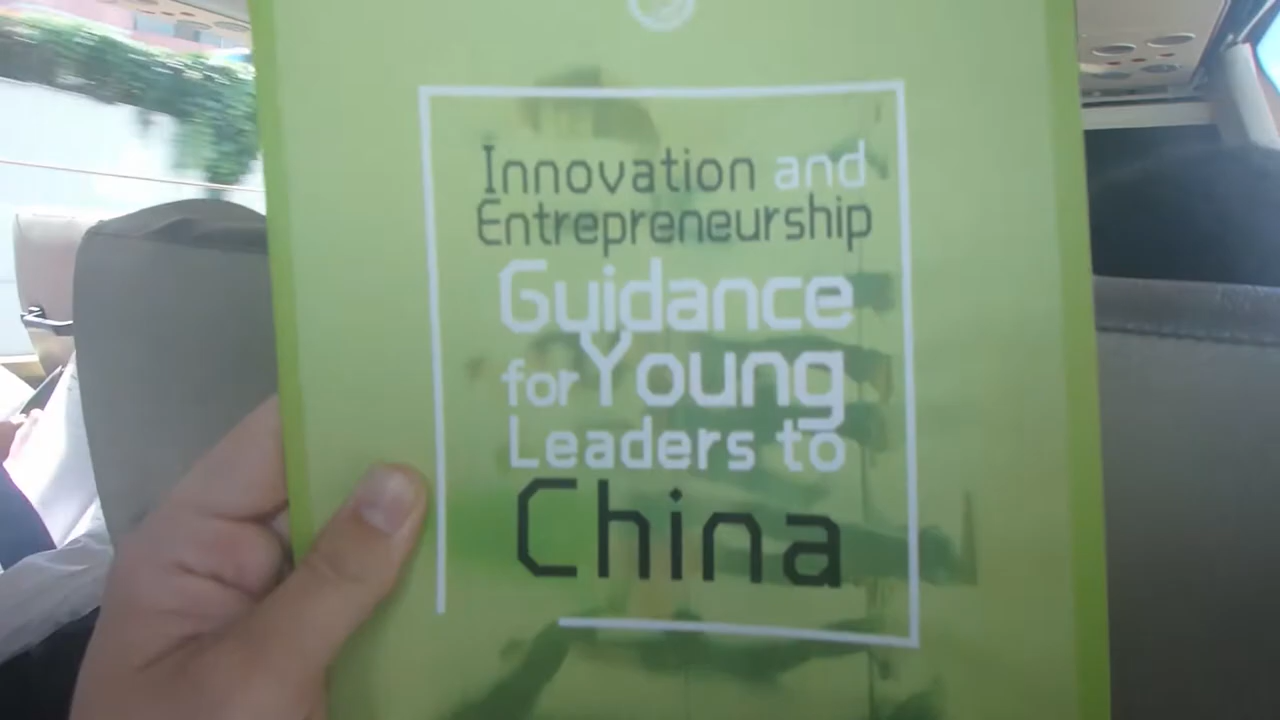 Innovation and
Entrepreneurship
Guidance
for Young
Leaders to
China